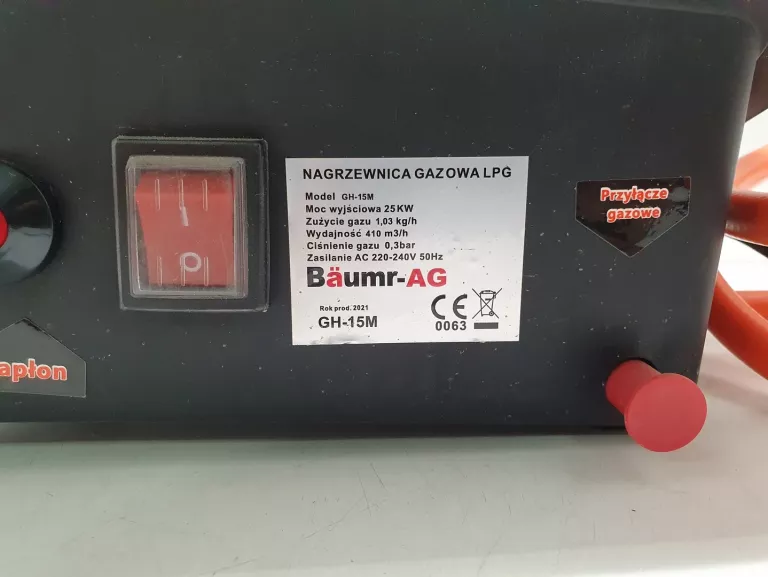 NAGRZEWNICA GAZOWA LPG
Model GH-15M
Moc wyjściowa 25KW
Zużycie gazu 1,03 kg/h
Wydajność 410 m3/h
Ciśnienie gazu 0,3bar
Zasilanie AC 220-240V 50Hz
Bäumr-AG
Rok prod. 2021
GH-15M
CE
0063
Przyłącze
gazowe
apłon
I
O